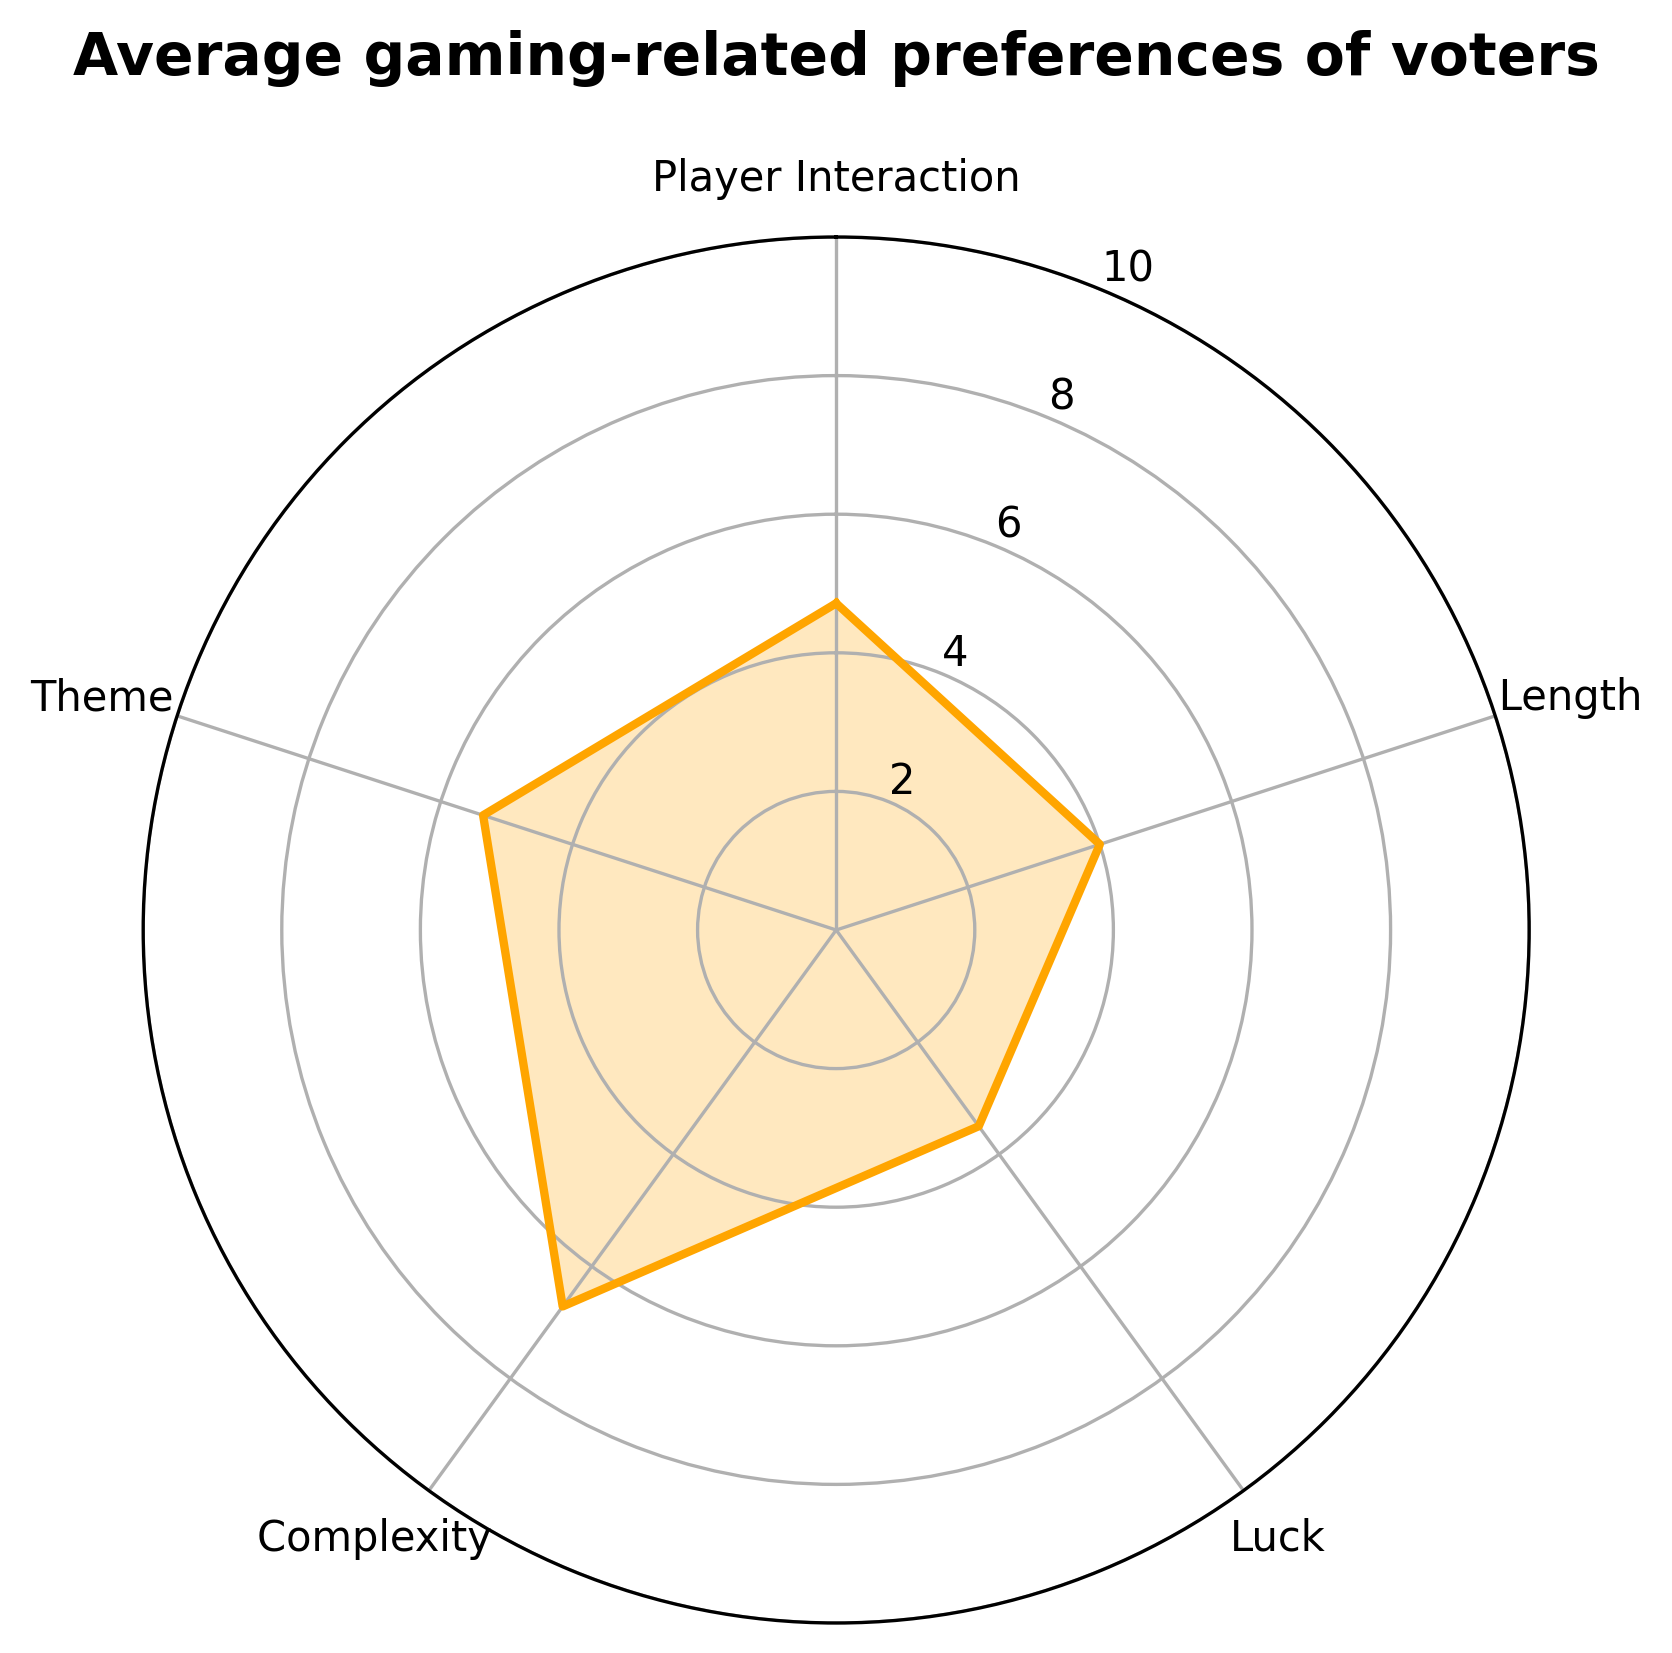 Average gaming-related preferences of voters
Player Interaction
10
8
6
4
2
Theme
Length
Complexity
Luck